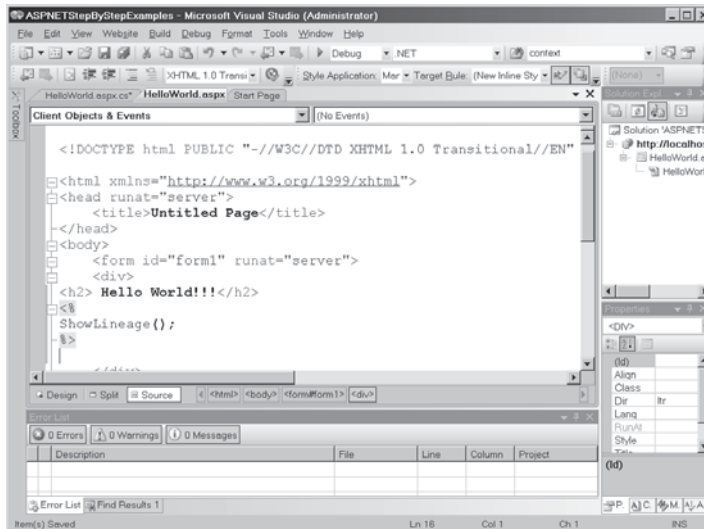 ASPNETStepByStepExamples - Microsoft Visual Studio (Administrator)
File Edit View Website Build Debug Format Tools Window Help
Debug .NET context
XHTML 1.0 Transi Style Application: Mar Target Rule: (New Inline Sty (None)
Toolbox
HelloWorld.aspx.cs* HelloWorld.aspx Start Page
Client Objects & Events (No Events)
<!DOCTYPE html PUBLIC "-//W3C//DTD XHTML 1.0 Transitional//EN"
<html xmlns="http://www.w3.org/1999/xhtml">
<head runat="server">
<title>Untitled Page</title>
</head>
<body>
<form id="form1" runat="server">
<div>
<h2> Hello World!!!</h2>
<%
ShowLineage();
%>
</div>
Design Split Source <html> <body> <form#form1> <div>
Solution Expl...
Solution 'ASPNETS
http://localhos
HelloWorld.a
HelloWor
Properties
<DIV>
(Id)
Align
Class
Dir ltr
Lang
RunAt
Style
Title
(Id)
P. C. M. A.
Error List
0 Errors 0 Warnings 0 Messages
Description File Line Column Project
Error List Find Results 1
Item(s) Saved Ln 16 Col 1 Ch 1 INS